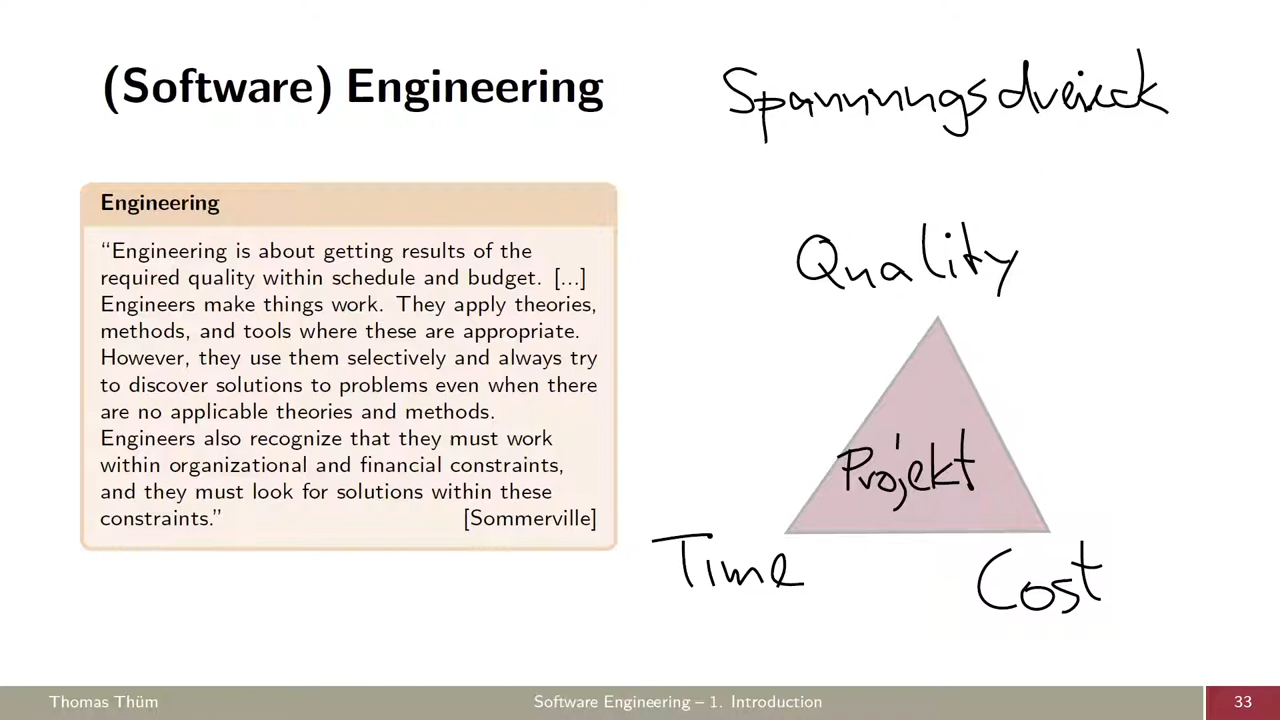 (Software) Engineering
Spannungsdreieck
Engineering
“Engineering is about getting results of the
required quality within schedule and budget. [...]
Engineers make things work. They apply theories,
methods, and tools where these are appropriate.
However, they use them selectively and always try
to discover solutions to problems even when there
are no applicable theories and methods.
Engineers also recognize that they must work
within organizational and financial constraints,
and they must look for solutions within these
constraints.” [Sommerville]
Quality
Projekt
Time
Cost
Thomas Thüm
Software Engineering – 1. Introduction
33